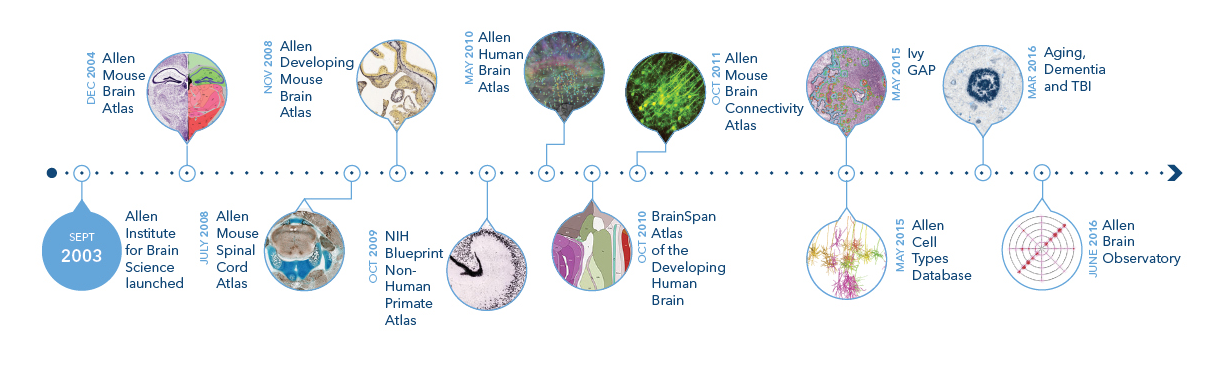 DEC 2004
Allen
Mouse
Brain
Atlas
NOV 2008
Allen
Developing
Mouse
Brain
Atlas
MAY 2010
Allen
Human
Brain
Atlas
OCT 2011
Allen
Mouse
Brain
Connectivity
Atlas
MAY 2015
Ivy
GAP
MAR 2016
Aging,
Dementia
and TBI
SEPT
2003
Allen
Institute
for Brain
Science
launched
JULY 2008
Allen
Mouse
Spinal
Cord
Atlas
OCT 2009
NIH
Blueprint
Non-
Human
Primate
Atlas
OCT 2010
BrainSpan
Atlas
of the
Developing
Human
Brain
MAY 2015
Allen
Cell
Types
Database
JUNE 2016
Allen
Brain
Observatory